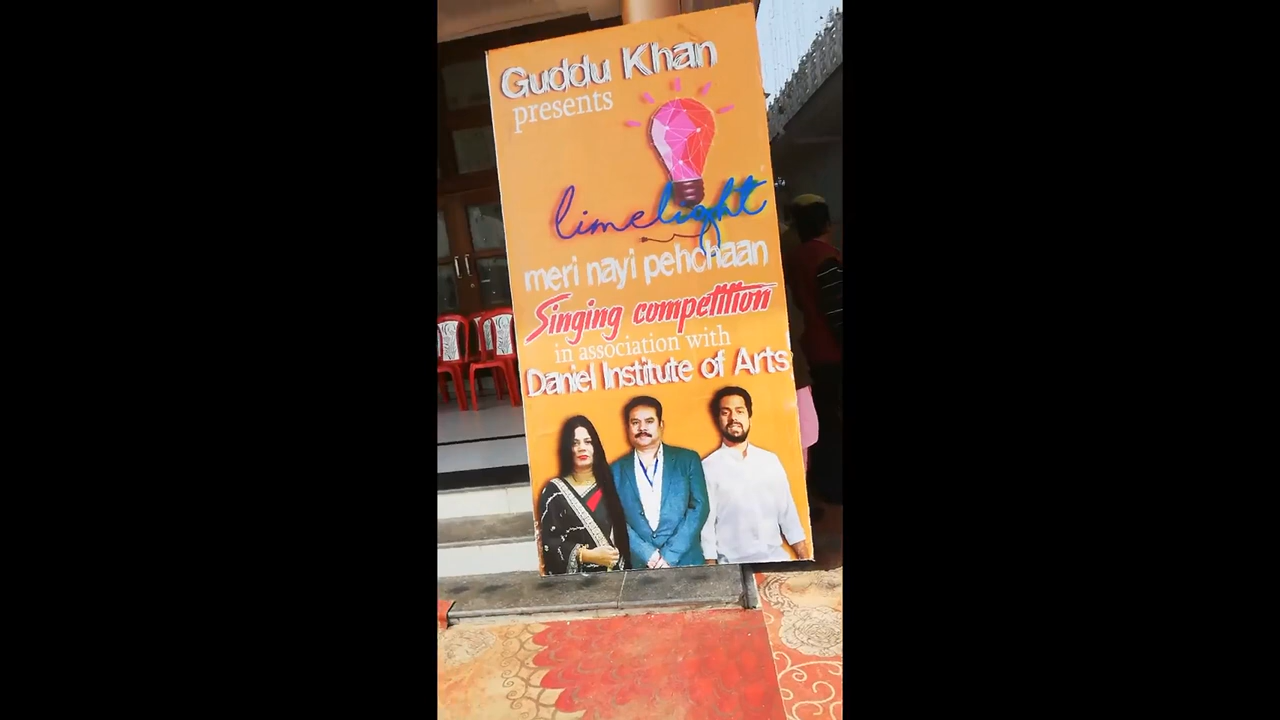 Guddu Khan
presents
limelight
meri nayi pehchaan
Singing competition
in association with
Daniel Institute of Arts